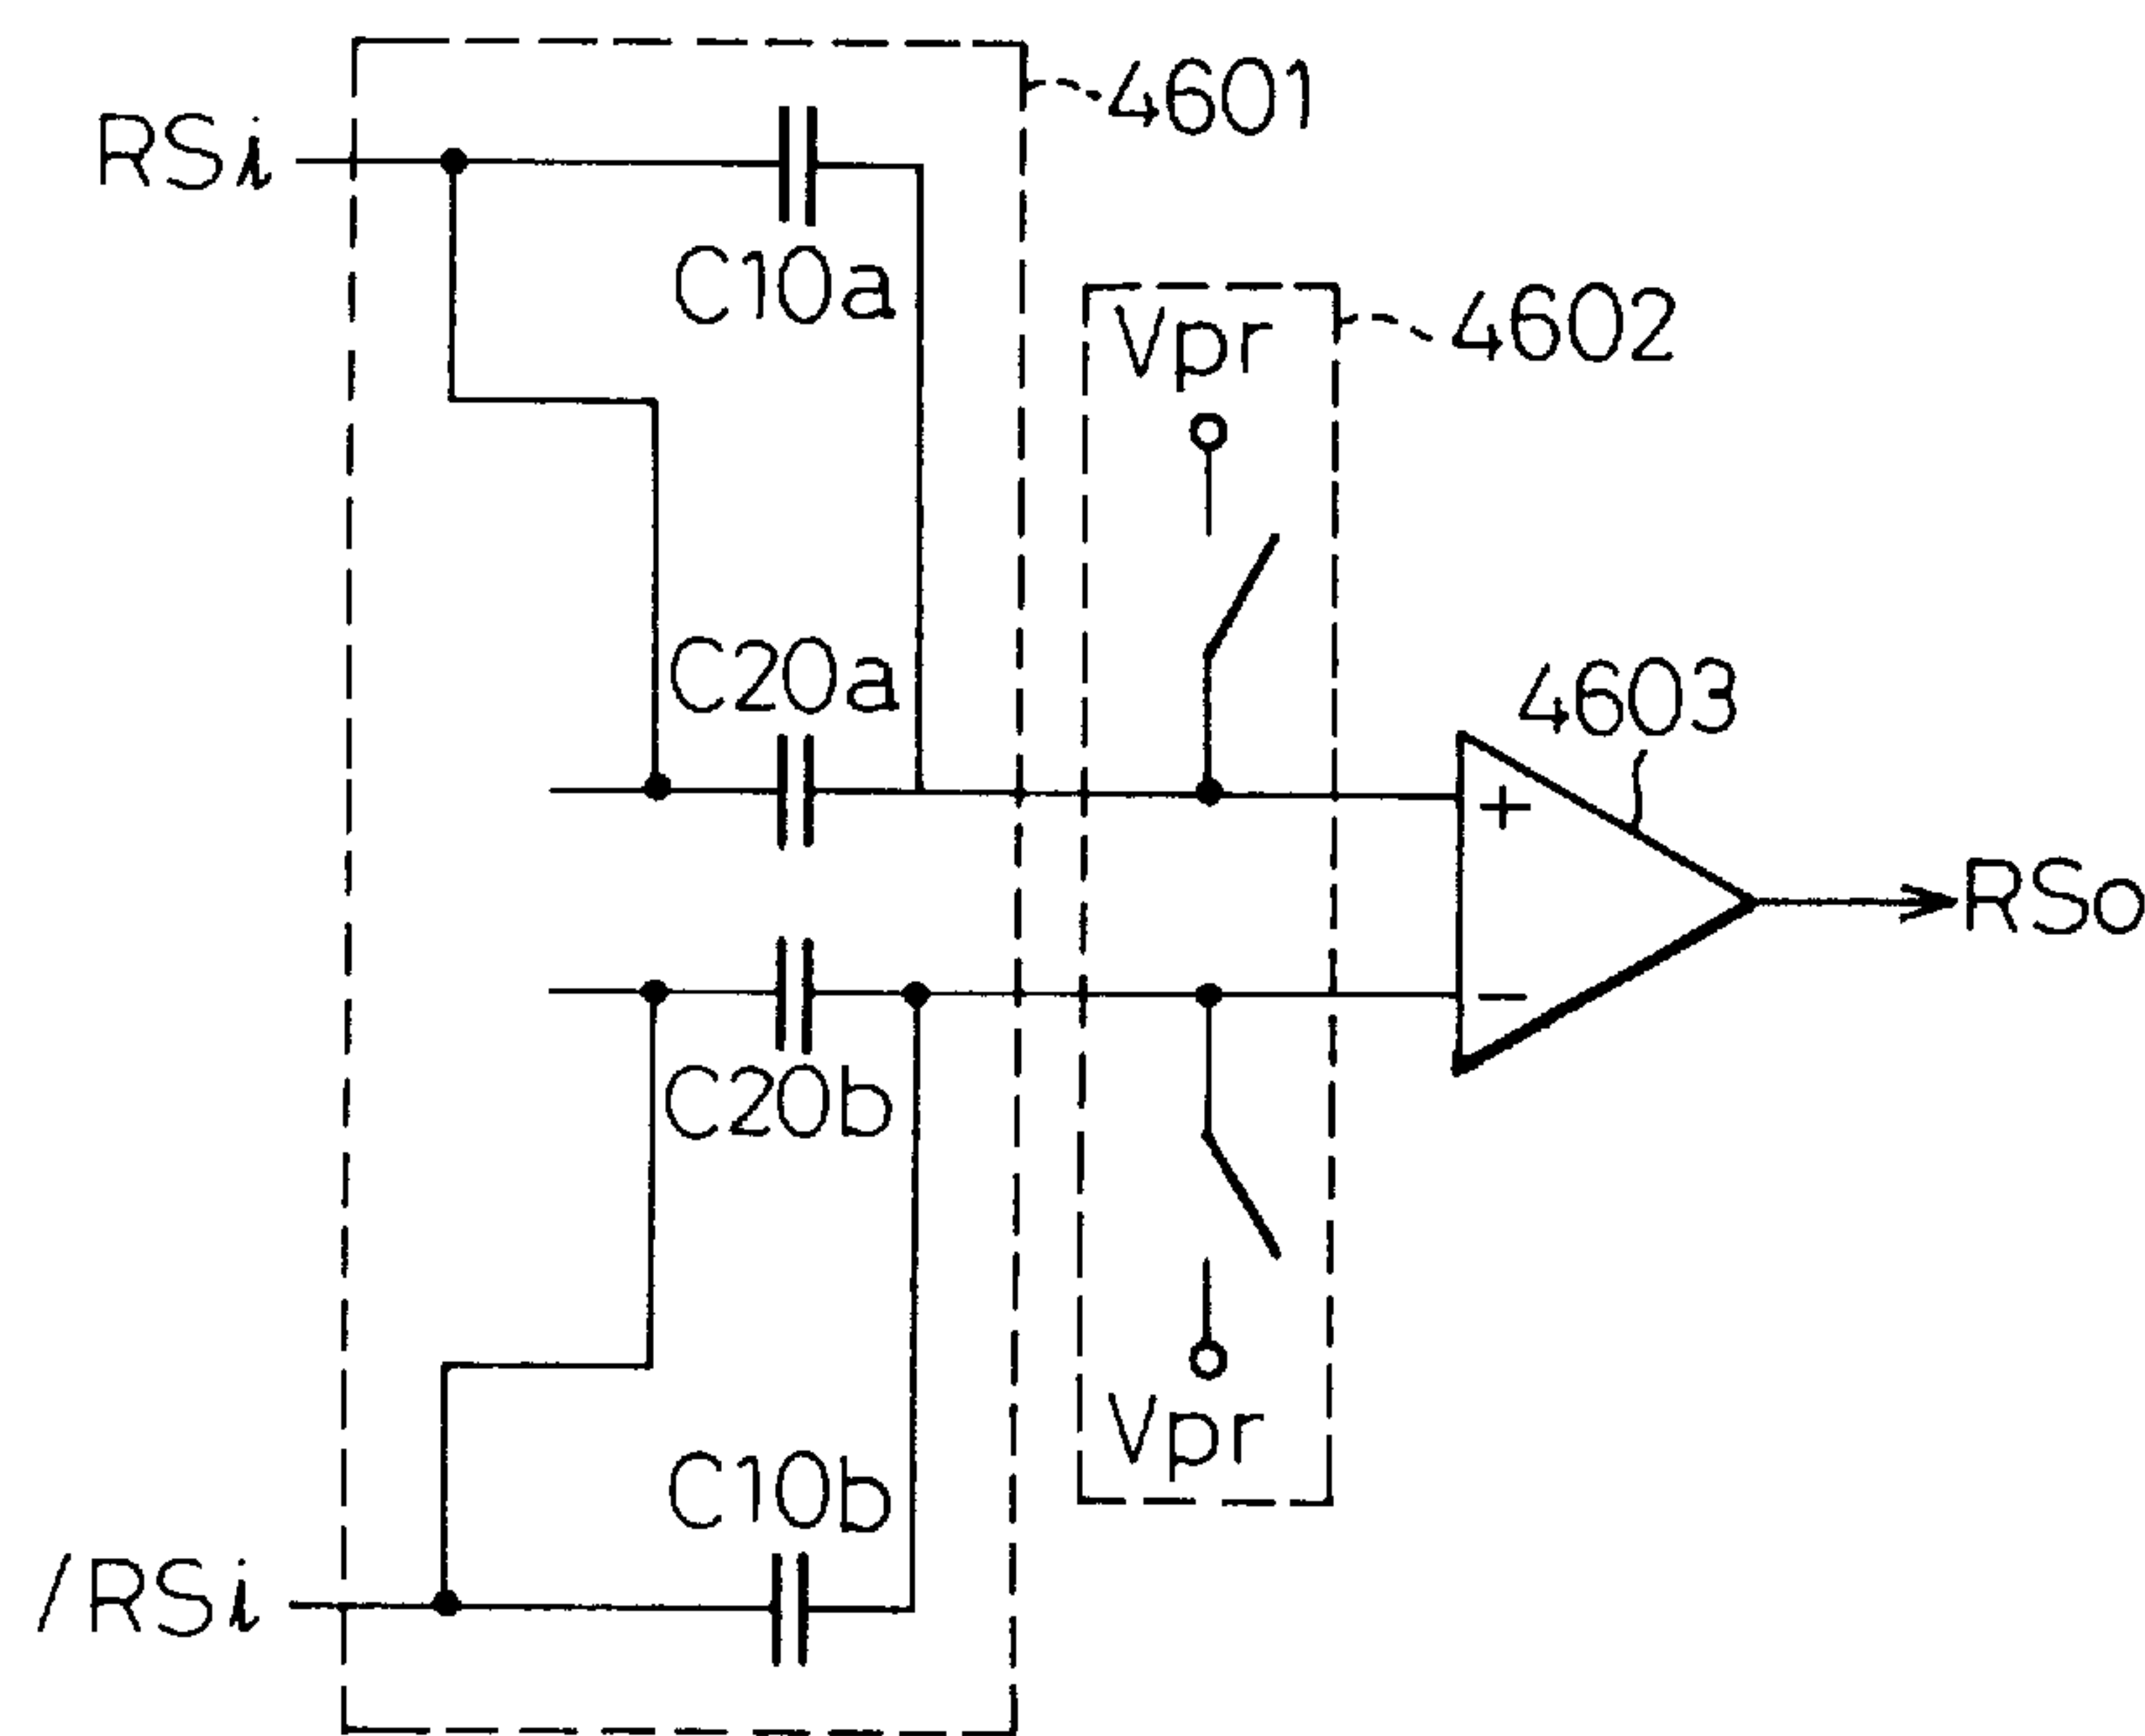 4601
RSi
C10a
Vpr
4602
C20a
4603
+
RSo
−
C20b
Vpr
C10b
/RSi